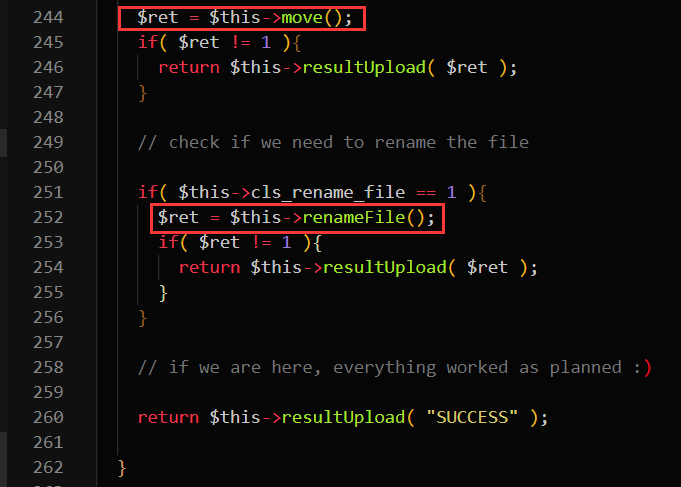 244 $ret = $this->move();
245 if( $ret != 1 ){
246 return $this->resultUpload( $ret );
247 }
248
249 // check if we need to rename the file
250
251 if( $this->cls_rename_file == 1 ){
252 $ret = $this->renameFile();
253 if( $ret != 1 ){
254 return $this->resultUpload( $ret );
255 }
256 }
257
258 // if we are here, everything worked as planned :)
259
260 return $this->resultUpload( "SUCCESS" );
261
262 }